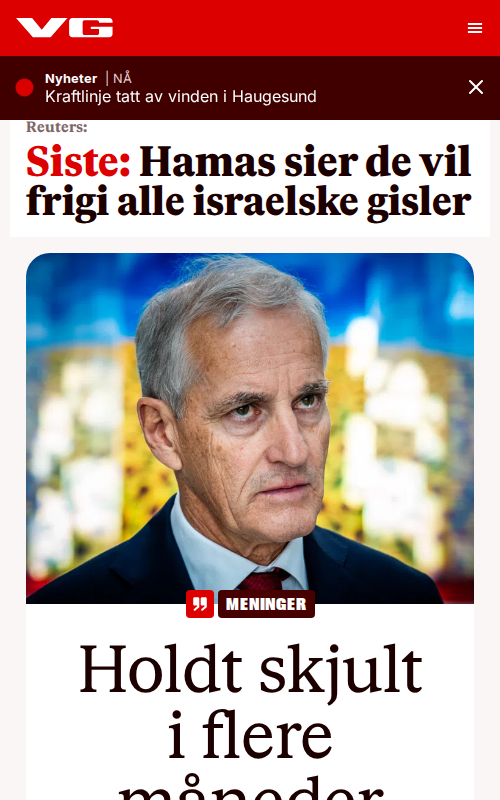 VG
Nyheter | NÅ
Kraftlinje tatt av vinden i Haugesund
Reuters:
Siste: Hamas sier de vil
frigi alle israelske gisler
MENINGER
Holdt skjult
i flere
måneder